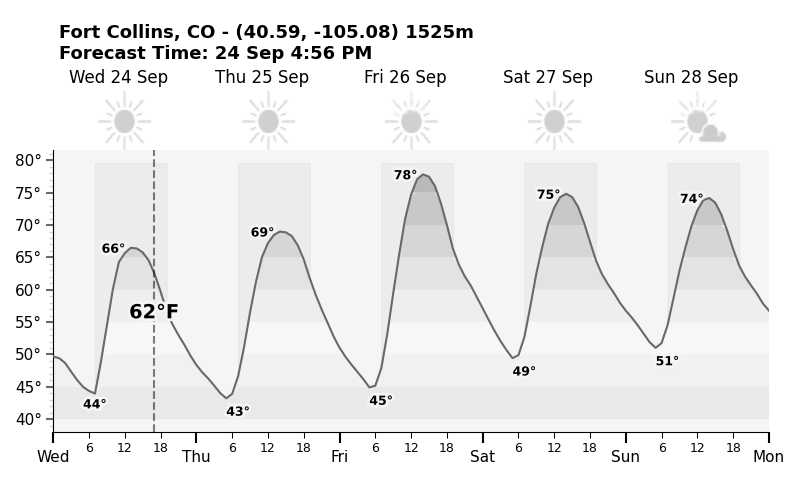 Fort Collins, CO - (40.59, -105.08) 1525m
Forecast Time: 24 Sep 4:56 PM
Wed 24 Sep Thu 25 Sep Fri 26 Sep Sat 27 Sep Sun 28 Sep
80°
75°
70°
65°
60°
55°
50°
45°
40°
66° 69° 78° 75° 74°
62°F
44° 43° 45° 49° 51°
6 12 18 6 12 18 6 12 18 6 12 18 6 12 18
Wed Thu Fri Sat Sun Mon